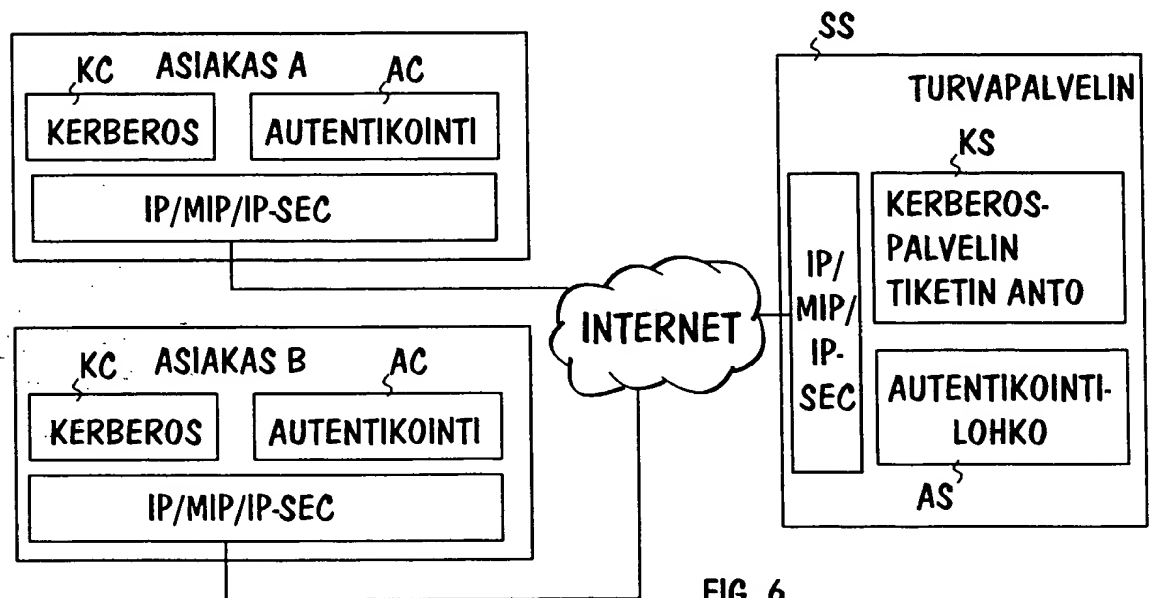 KC ASIAKAS A AC
KERBEROS
AUTENTIKOINTI
IP/MIP/IP-SEC
KC ASIAKAS B AC
KERBEROS
AUTENTIKOINTI
IP/MIP/IP-SEC
INTERNET
SS
TURVAPALVELIN
IP/
MIP/
IP-
SEC
KS
KERBEROS-
PALVELIN
TIKETIN ANTO
AUTENTIKOINTI-
LOHKO
AS
FIG. 6